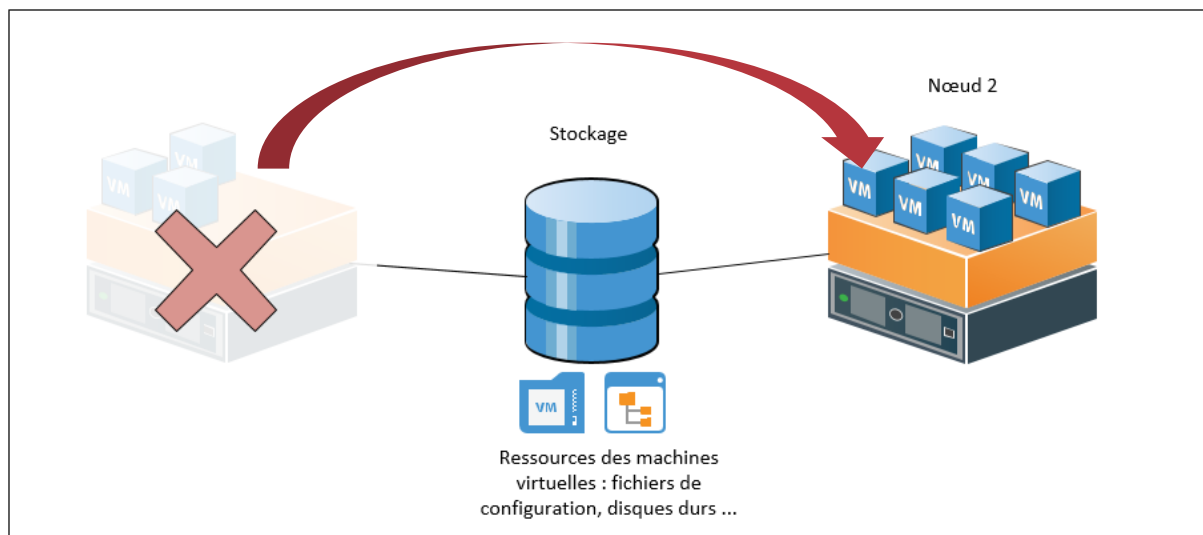 Nœud 2
Stockage
VM
VM
VM
VM
VM
VM
VM
VM
VM
VM
Ressources des machines
virtuelles : fichiers de
configuration, disques durs ...